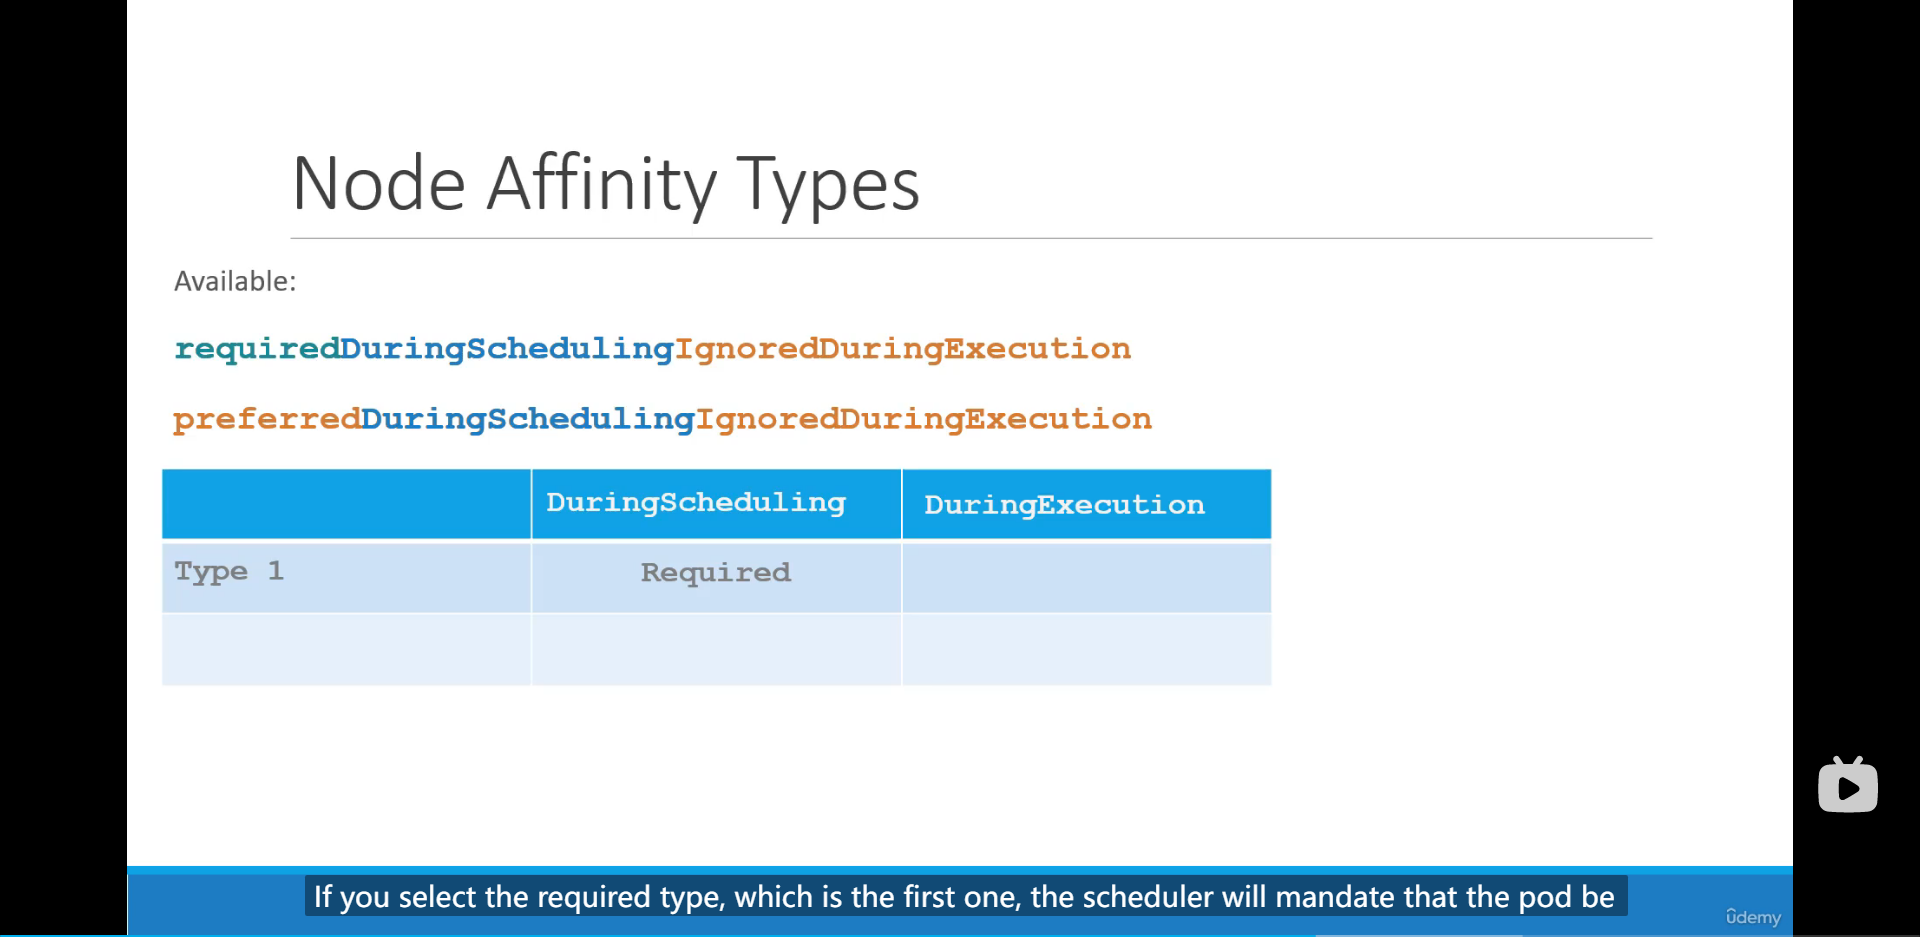 Node Affinity Types
Available:
requiredDuringSchedulingIgnoredDuringExecution
preferredDuringSchedulingIgnoredDuringExecution
DuringScheduling DuringExecution
Type 1 Required
If you select the required type, which is the first one, the scheduler will mandate that the pod be
ûdemy